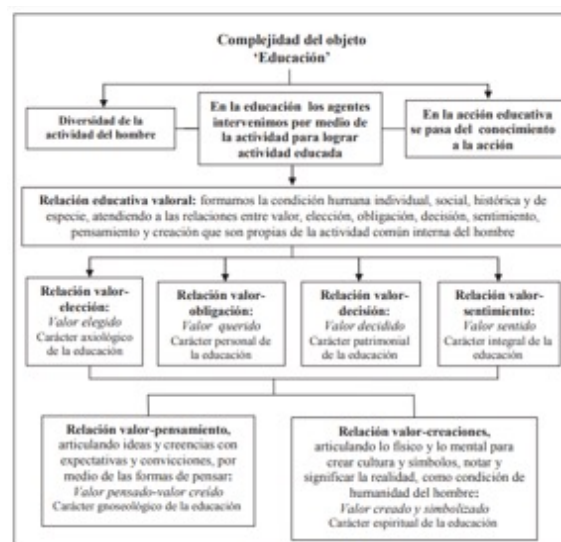 Complejidad del objeto
'Educación'
Diversidad de la
actividad del hombre
En la educación los agentes
intervenimos por medio de
la actividad para lograr
actividad educada
En la acción educativa
se pasa del conocimiento
a la acción
Relación educativa valoral: formamos la condición humana individual, social, histórica y de
especie, atendiendo a las relaciones entre valor, elección, obligación, decisión, sentimiento,
pensamiento y creación que son propias de la actividad común interna del hombre
Relación valor-
elección:
Valor elegido
Carácter axiológico
de la educación
Relación valor-
obligación:
Valor querido
Carácter personal de
la educación
Relación valor-
decisión:
Valor decidido
Carácter patrimonial
de la educación
Relación valor-
sentimiento:
Valor sentido
Carácter integral de la
educación
Relación valor-pensamiento,
articulando ideas y creencias con
expectativas y convicciones, por
medio de las formas de pensar:
Valor pensado-valor creído
Carácter gnoseológico de la educación
Relación valor-creaciones,
articulando lo físico y lo mental para
crear cultura y símbolos, notar y
significar la realidad, como condición de
humanidad del hombre:
Valor creado y simbolizado
Carácter espiritual de la educación